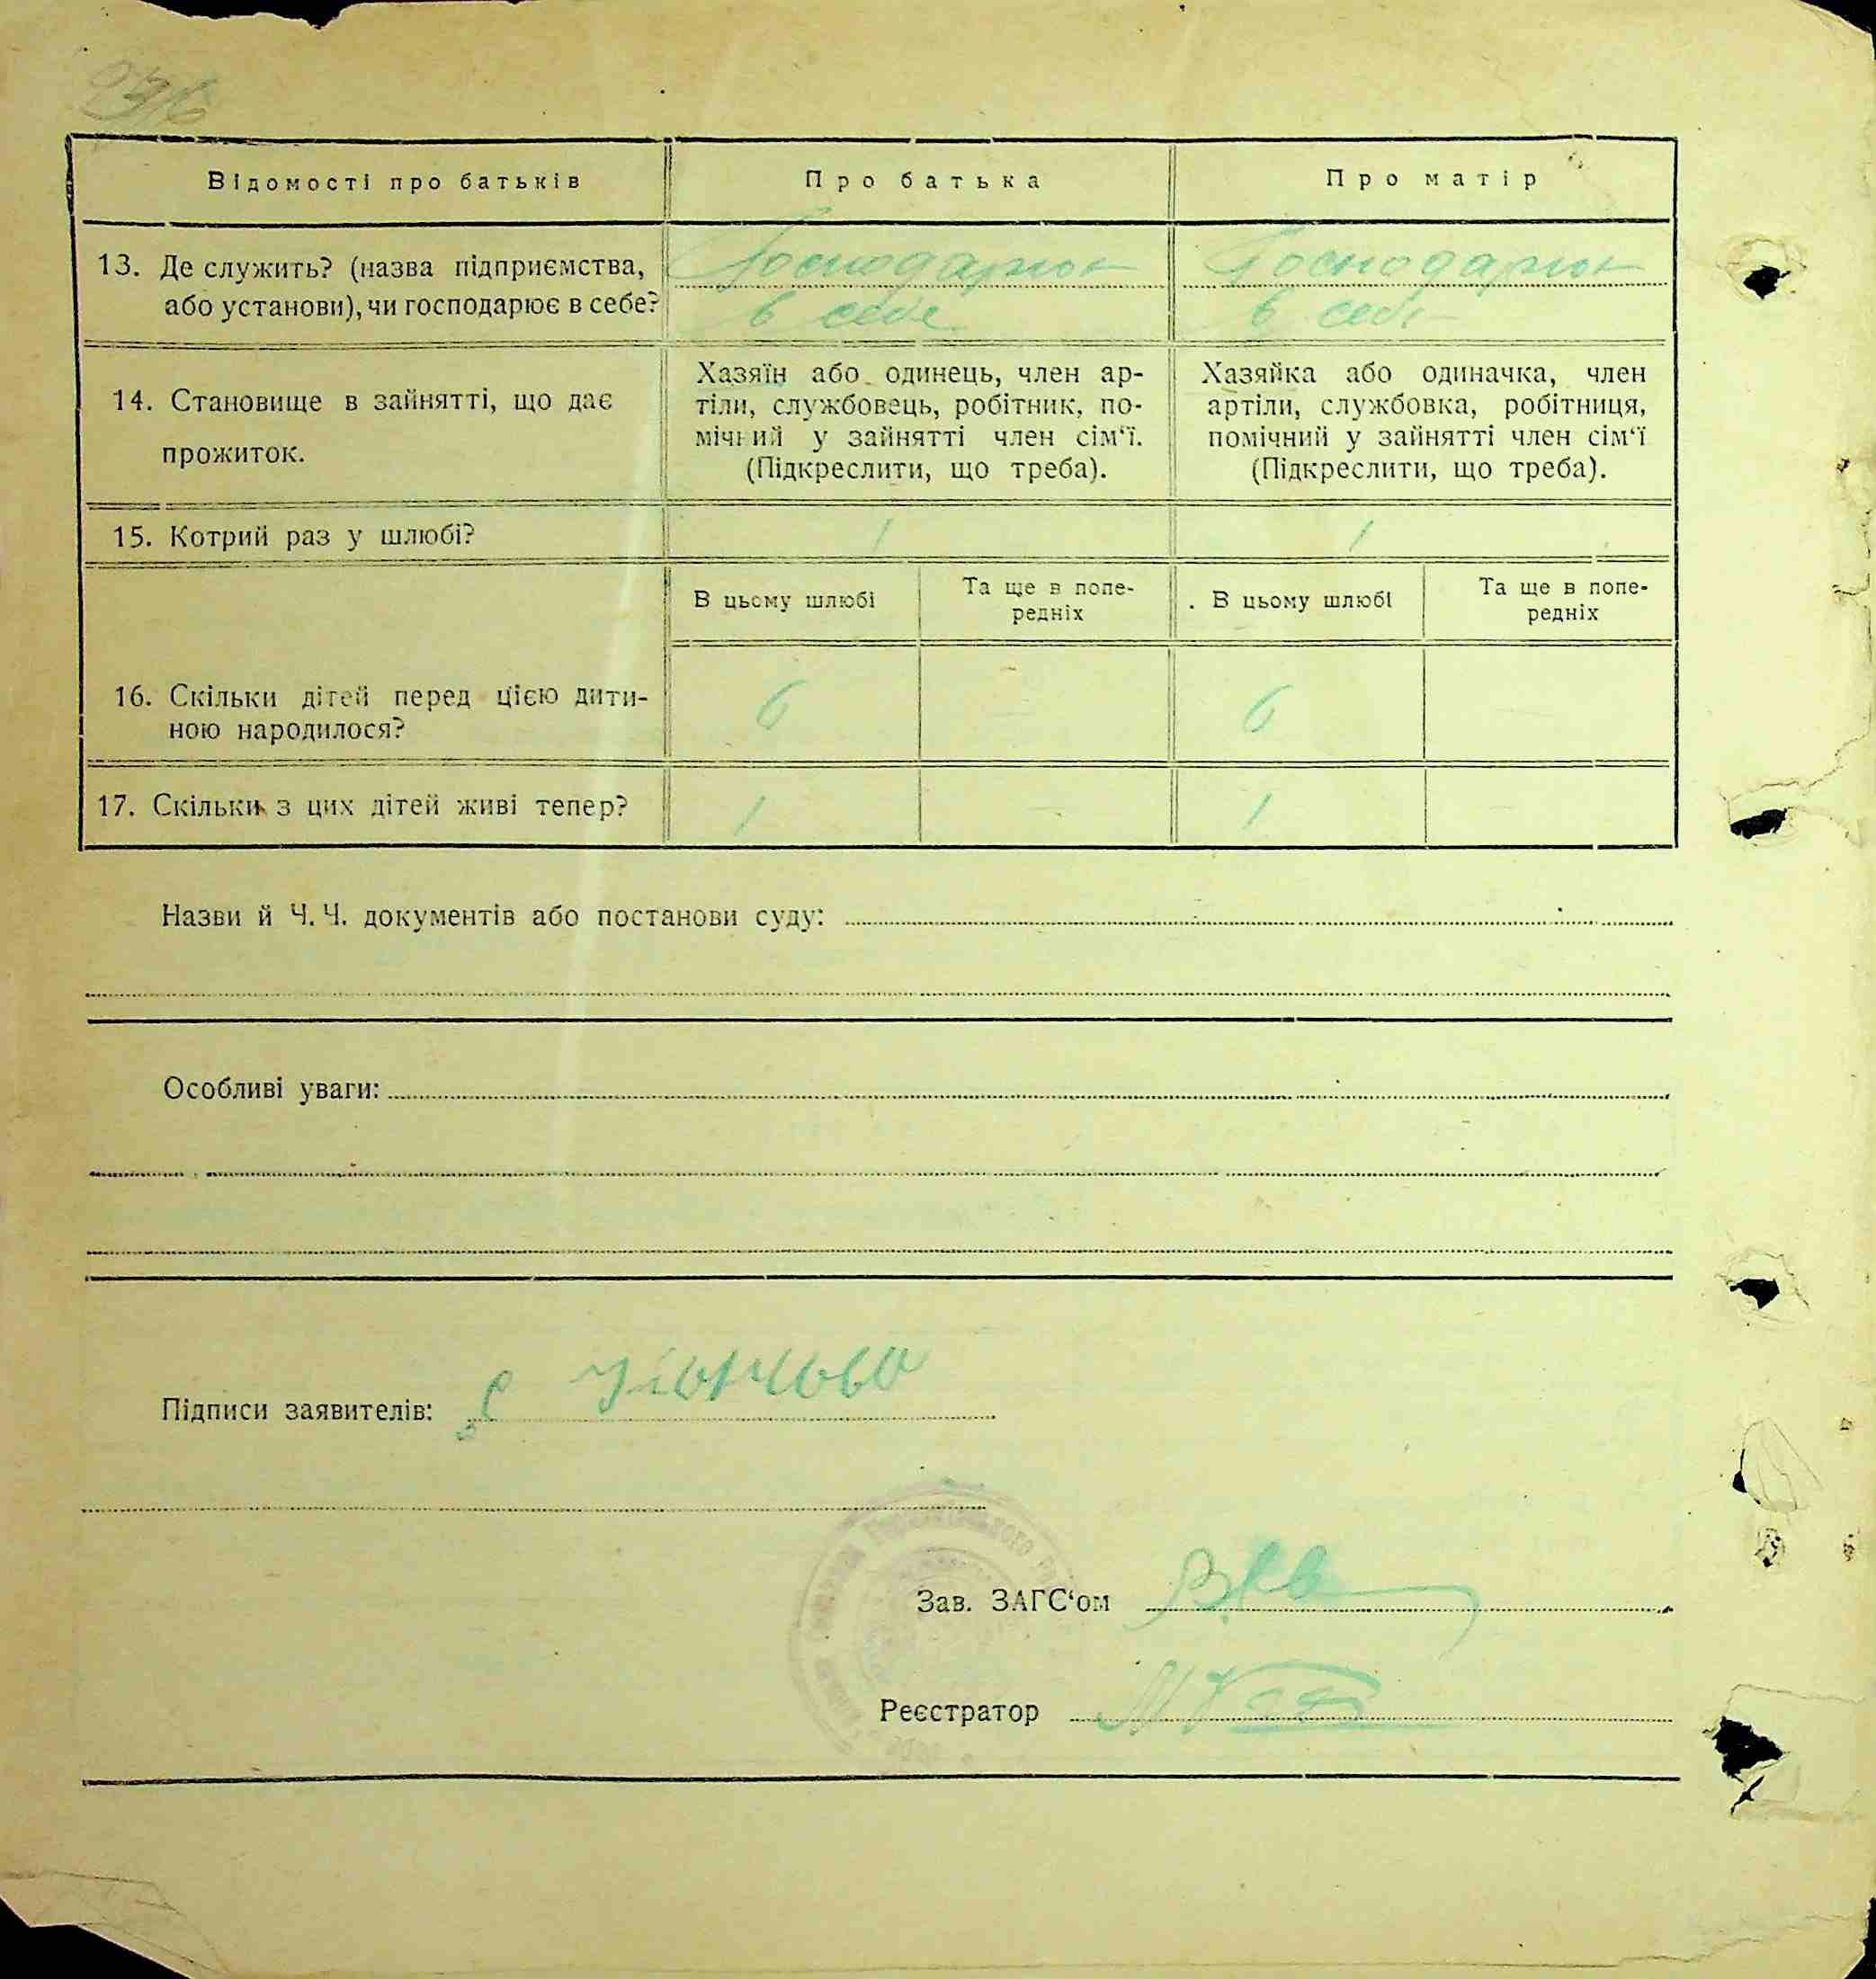 Відомості про батьків
Про батька
Про матір
13. Де служить? (назва підприємства,
або установи), чи господарює в себе?
Господарює
в себе
Господарює
в себе
14. Становище в зайнятті, що дає
прожиток.
Хазяїн або одинець, член ар-
тіли, службовець, робітник, по-
мічний у зайнятті член сім‘ї.
(Підкреслити, що треба).
Хазяйка або одиначка, член
артіли, службовка, робітниця,
помічний у зайнятті член сім‘ї
(Підкреслити, що треба).
15. Котрий раз у шлюбі?
1
1
В цьому шлюбі
Та ще в попе-
редніх
В цьому шлюбі
Та ще в попе-
редніх
16. Скільки дітей перед цією дити-
ною народилося?
6
6
17. Скільки з цих дітей живі тепер?
1
-
1
-
Назви й Ч. Ч. документів або постанови суду:
Особливі уваги:
Підписи заявителів:
Зав. ЗАГС‘ом
Реєстратор